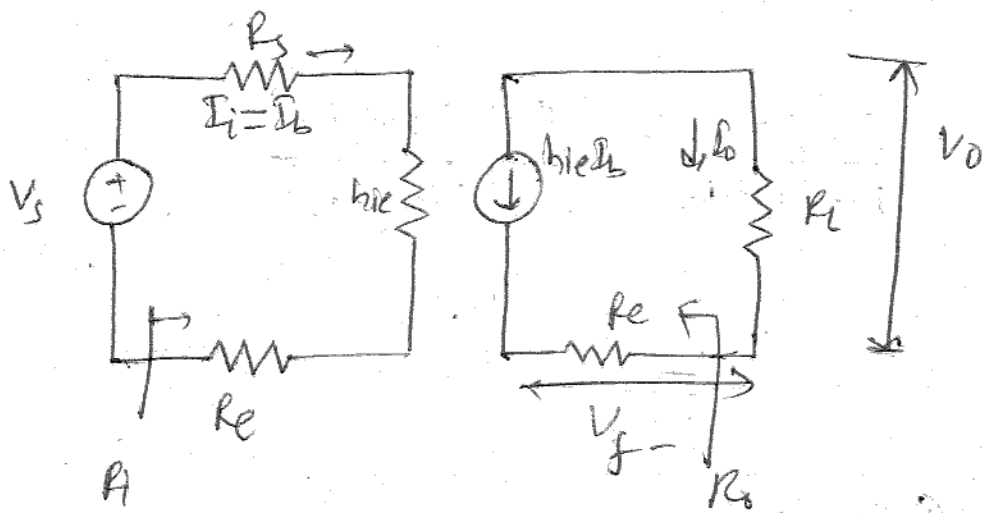 Rs
Ii = Ib
Vs
+
-
hie
hieIb
Io
RL
Vo
Re
Re
Vf -
Ri
Ro